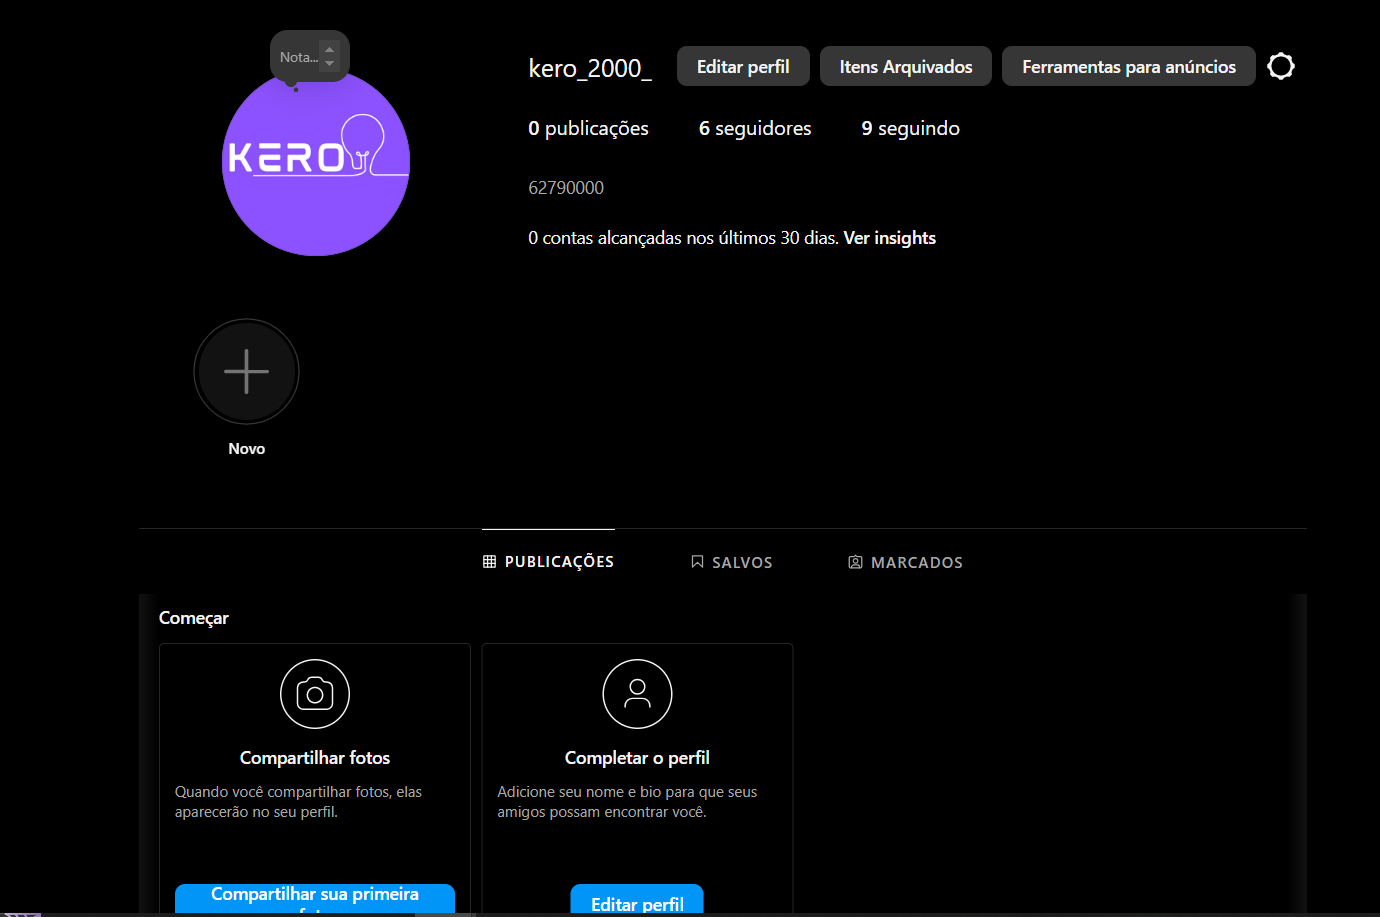 Nota...
KERO
kero_2000_
Editar perfil
Itens Arquivados
Ferramentas para anúncios
0 publicações
6 seguidores
9 seguindo
62790000
0 contas alcançadas nos últimos 30 dias. Ver insights
Novo
PUBLICAÇÕES
SALVOS
MARCADOS
Começar
Compartilhar fotos
Quando você compartilhar fotos, elas
aparecerão no seu perfil.
Compartilhar sua primeira
Completar o perfil
Adicione seu nome e bio para que seus
amigos possam encontrar você.
Editar perfil